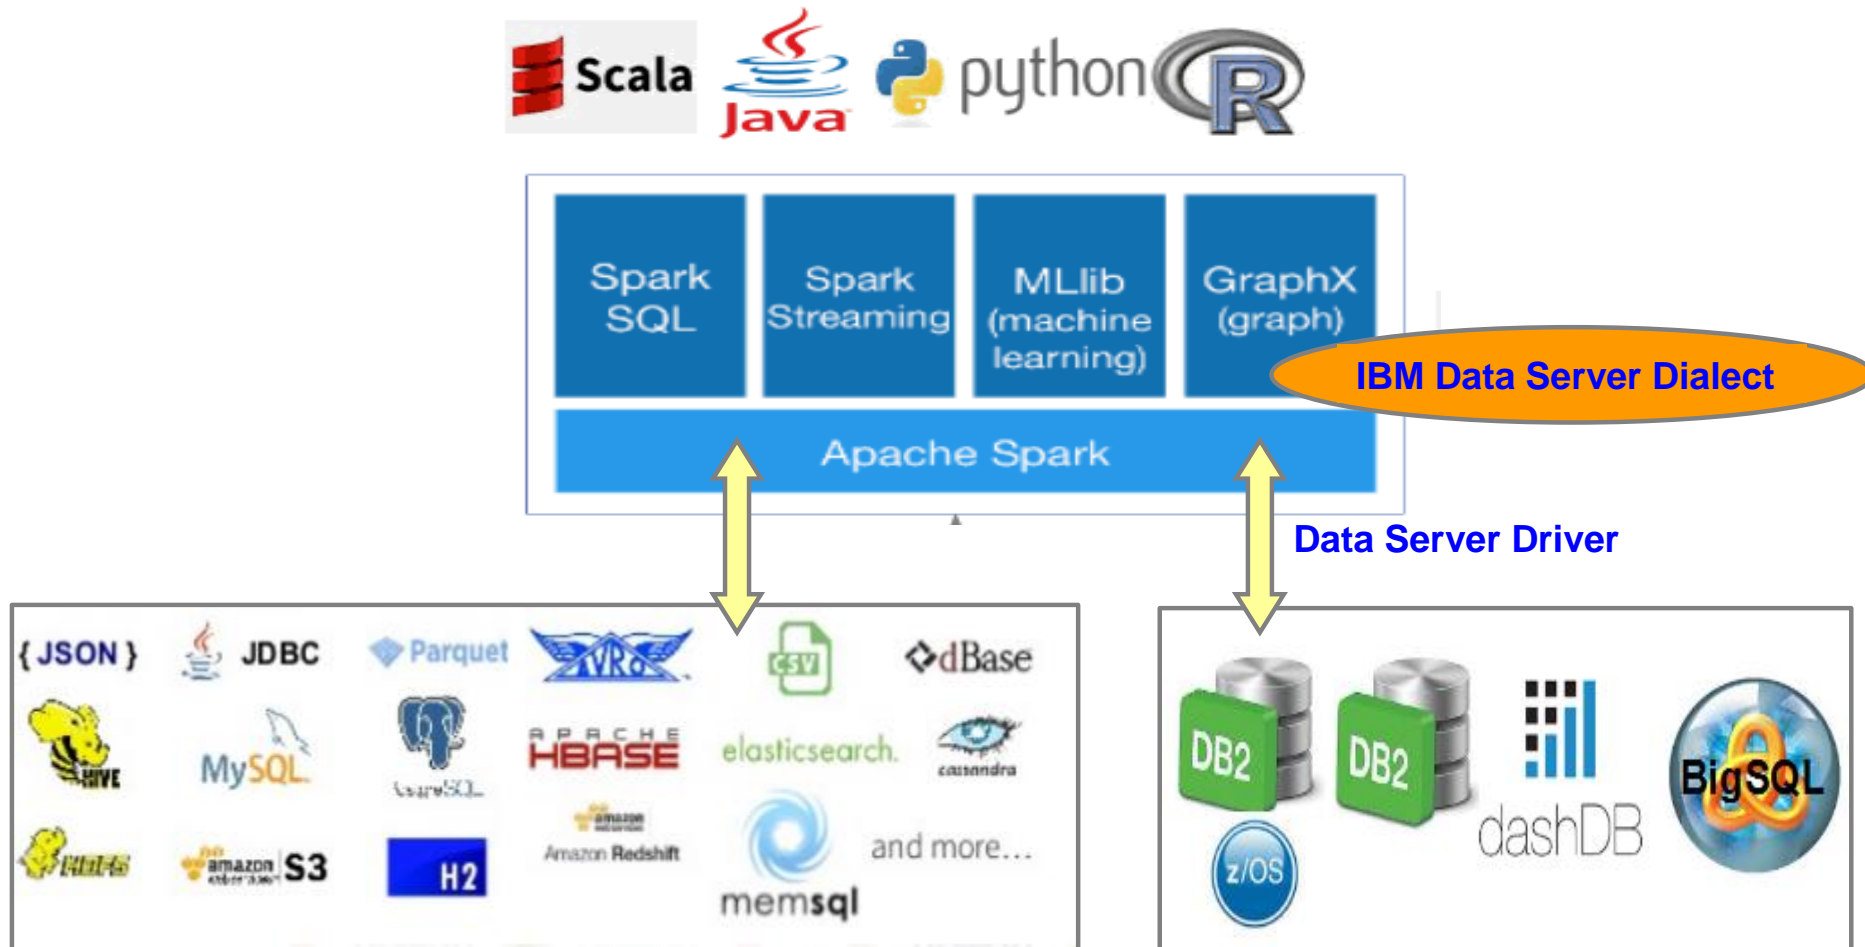 Scala
Java
python
R
Spark
SQL
Spark
Streaming
MLlib
(machine
learning)
GraphX
(graph)
IBM Data Server Dialect
Apache Spark
Data Server Driver
{ JSON }
JDBC
Parquet
AVRO
CSV
dBase
HIVE
MySQL
APACHE
HBASE
elasticsearch.
cassandra
HDFS
amazon
S3
H2
amazon
Amazon Redshift
memsql
and more...
DB2
DB2
z/OS
dashDB
BigSQL